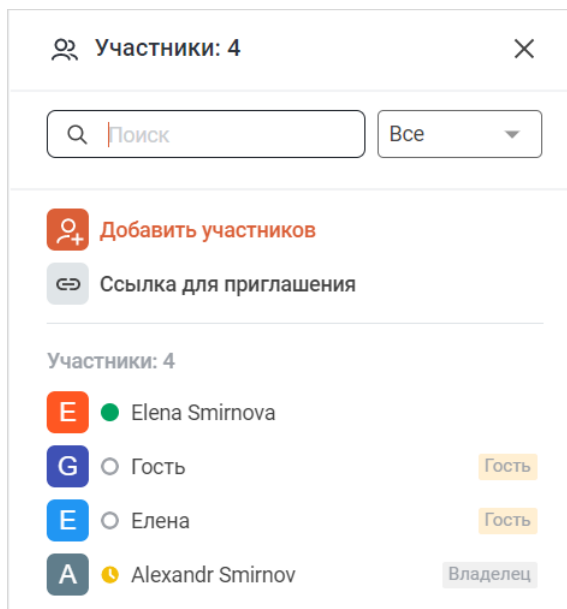 Участники: 4
Поиск
Все
Добавить участников
Ссылка для приглашения
Участники: 4
E Elena Smirnova
G Гость Гость
E Елена Гость
A Alexandr Smirnov Владелец